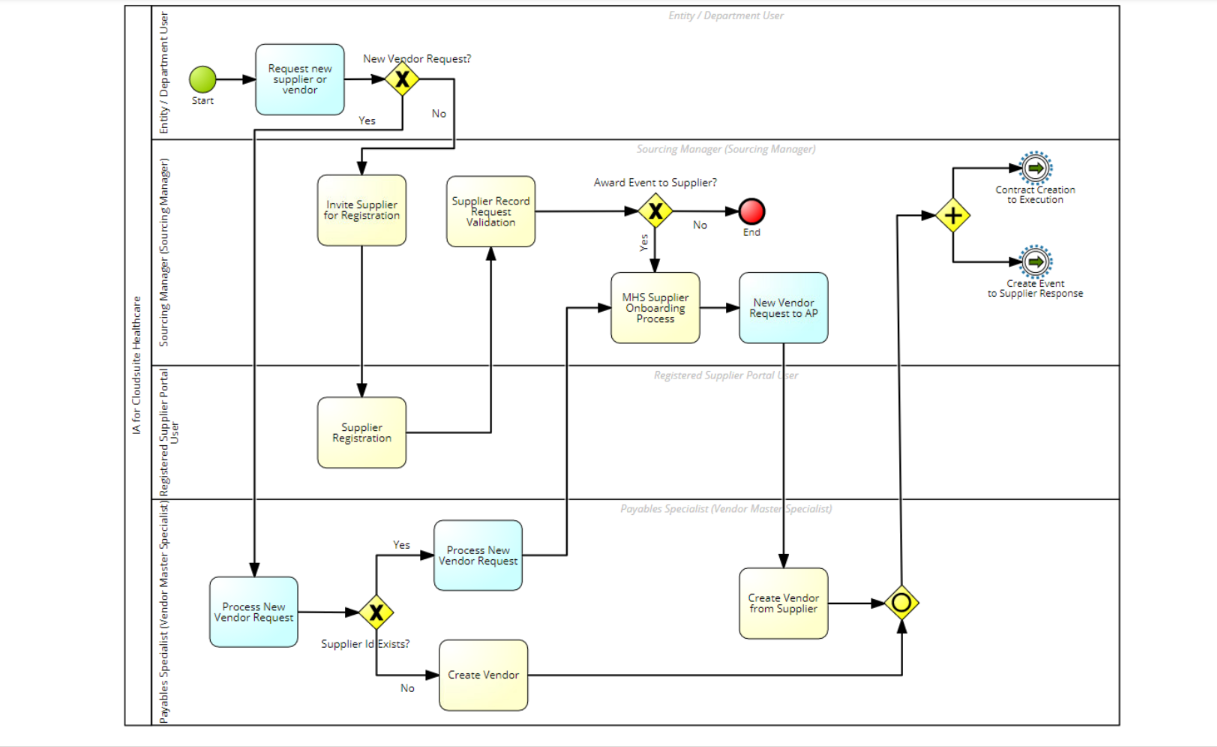 Entity / Department User
Entity / Department User
New Vendor Request?
Request new
supplier or
vendor
Start
Yes
No
IA for Cloudsuite Healthcare
Sourcing Manager (Sourcing Manager)
Sourcing Manager (Sourcing Manager)
Invite Supplier
for Registration
Supplier Record
Request
Validation
Award Event to Supplier?
No
End
Yes
Contract Creation
to Execution
Create Event
to Supplier Response
MHS Supplier
Onboarding
Process
New Vendor
Request to AP
Registered Supplier Portal
User
Registered Supplier Portal User
Supplier
Registration
Payables Specialist (Vendor Master Specialist)
Payables Specialist (Vendor Master Specialist)
Process New
Vendor Request
Yes
Process New
Vendor Request
Supplier Id Exists?
No
Create Vendor
Create Vendor
from Supplier